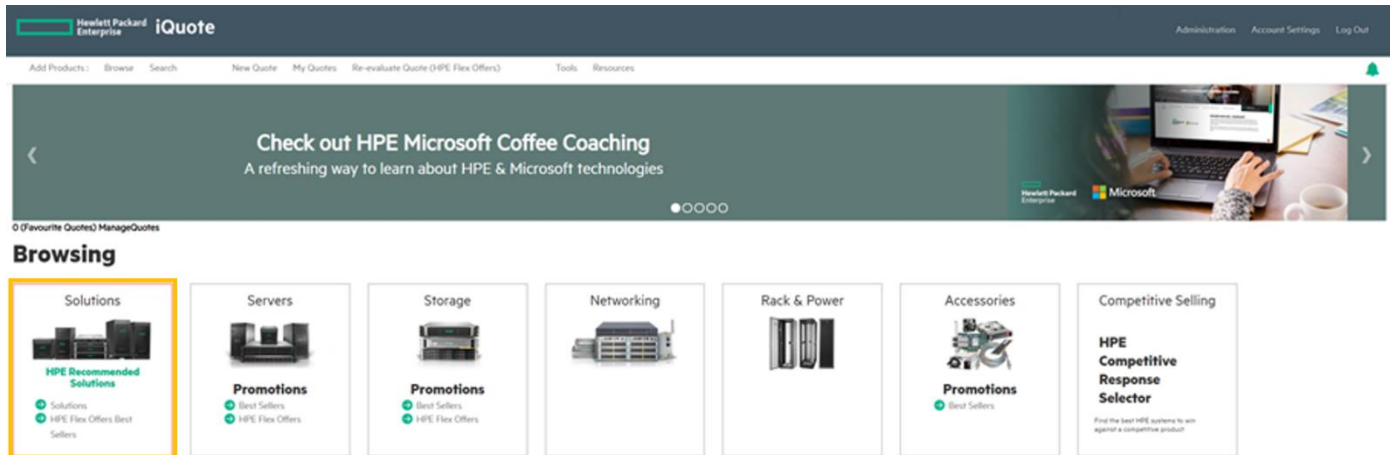 Hewlett Packard
Enterprise
iQuote
Administration Account Settings Log Out
Add Products : Browse Search New Quote My Quotes Re-evaluate Quote (HPE Flex Offers) Tools Resources
Check out HPE Microsoft Coffee Coaching
A refreshing way to learn about HPE & Microsoft technologies
Hewlett Packard
Enterprise
Microsoft
0 (Favourite Quotes) ManageQuotes
Browsing
Solutions
HPE Recommended
Solutions
Solutions
HPE Flex Offers Best
Sellers
Servers
Promotions
Best Sellers
HPE Flex Offers
Storage
Promotions
Best Sellers
HPE Flex Offers
Networking
Rack & Power
Accessories
Promotions
Best Sellers
Competitive Selling
HPE
Competitive
Response
Selector
Find the best HPE systems to win
against a competitive product